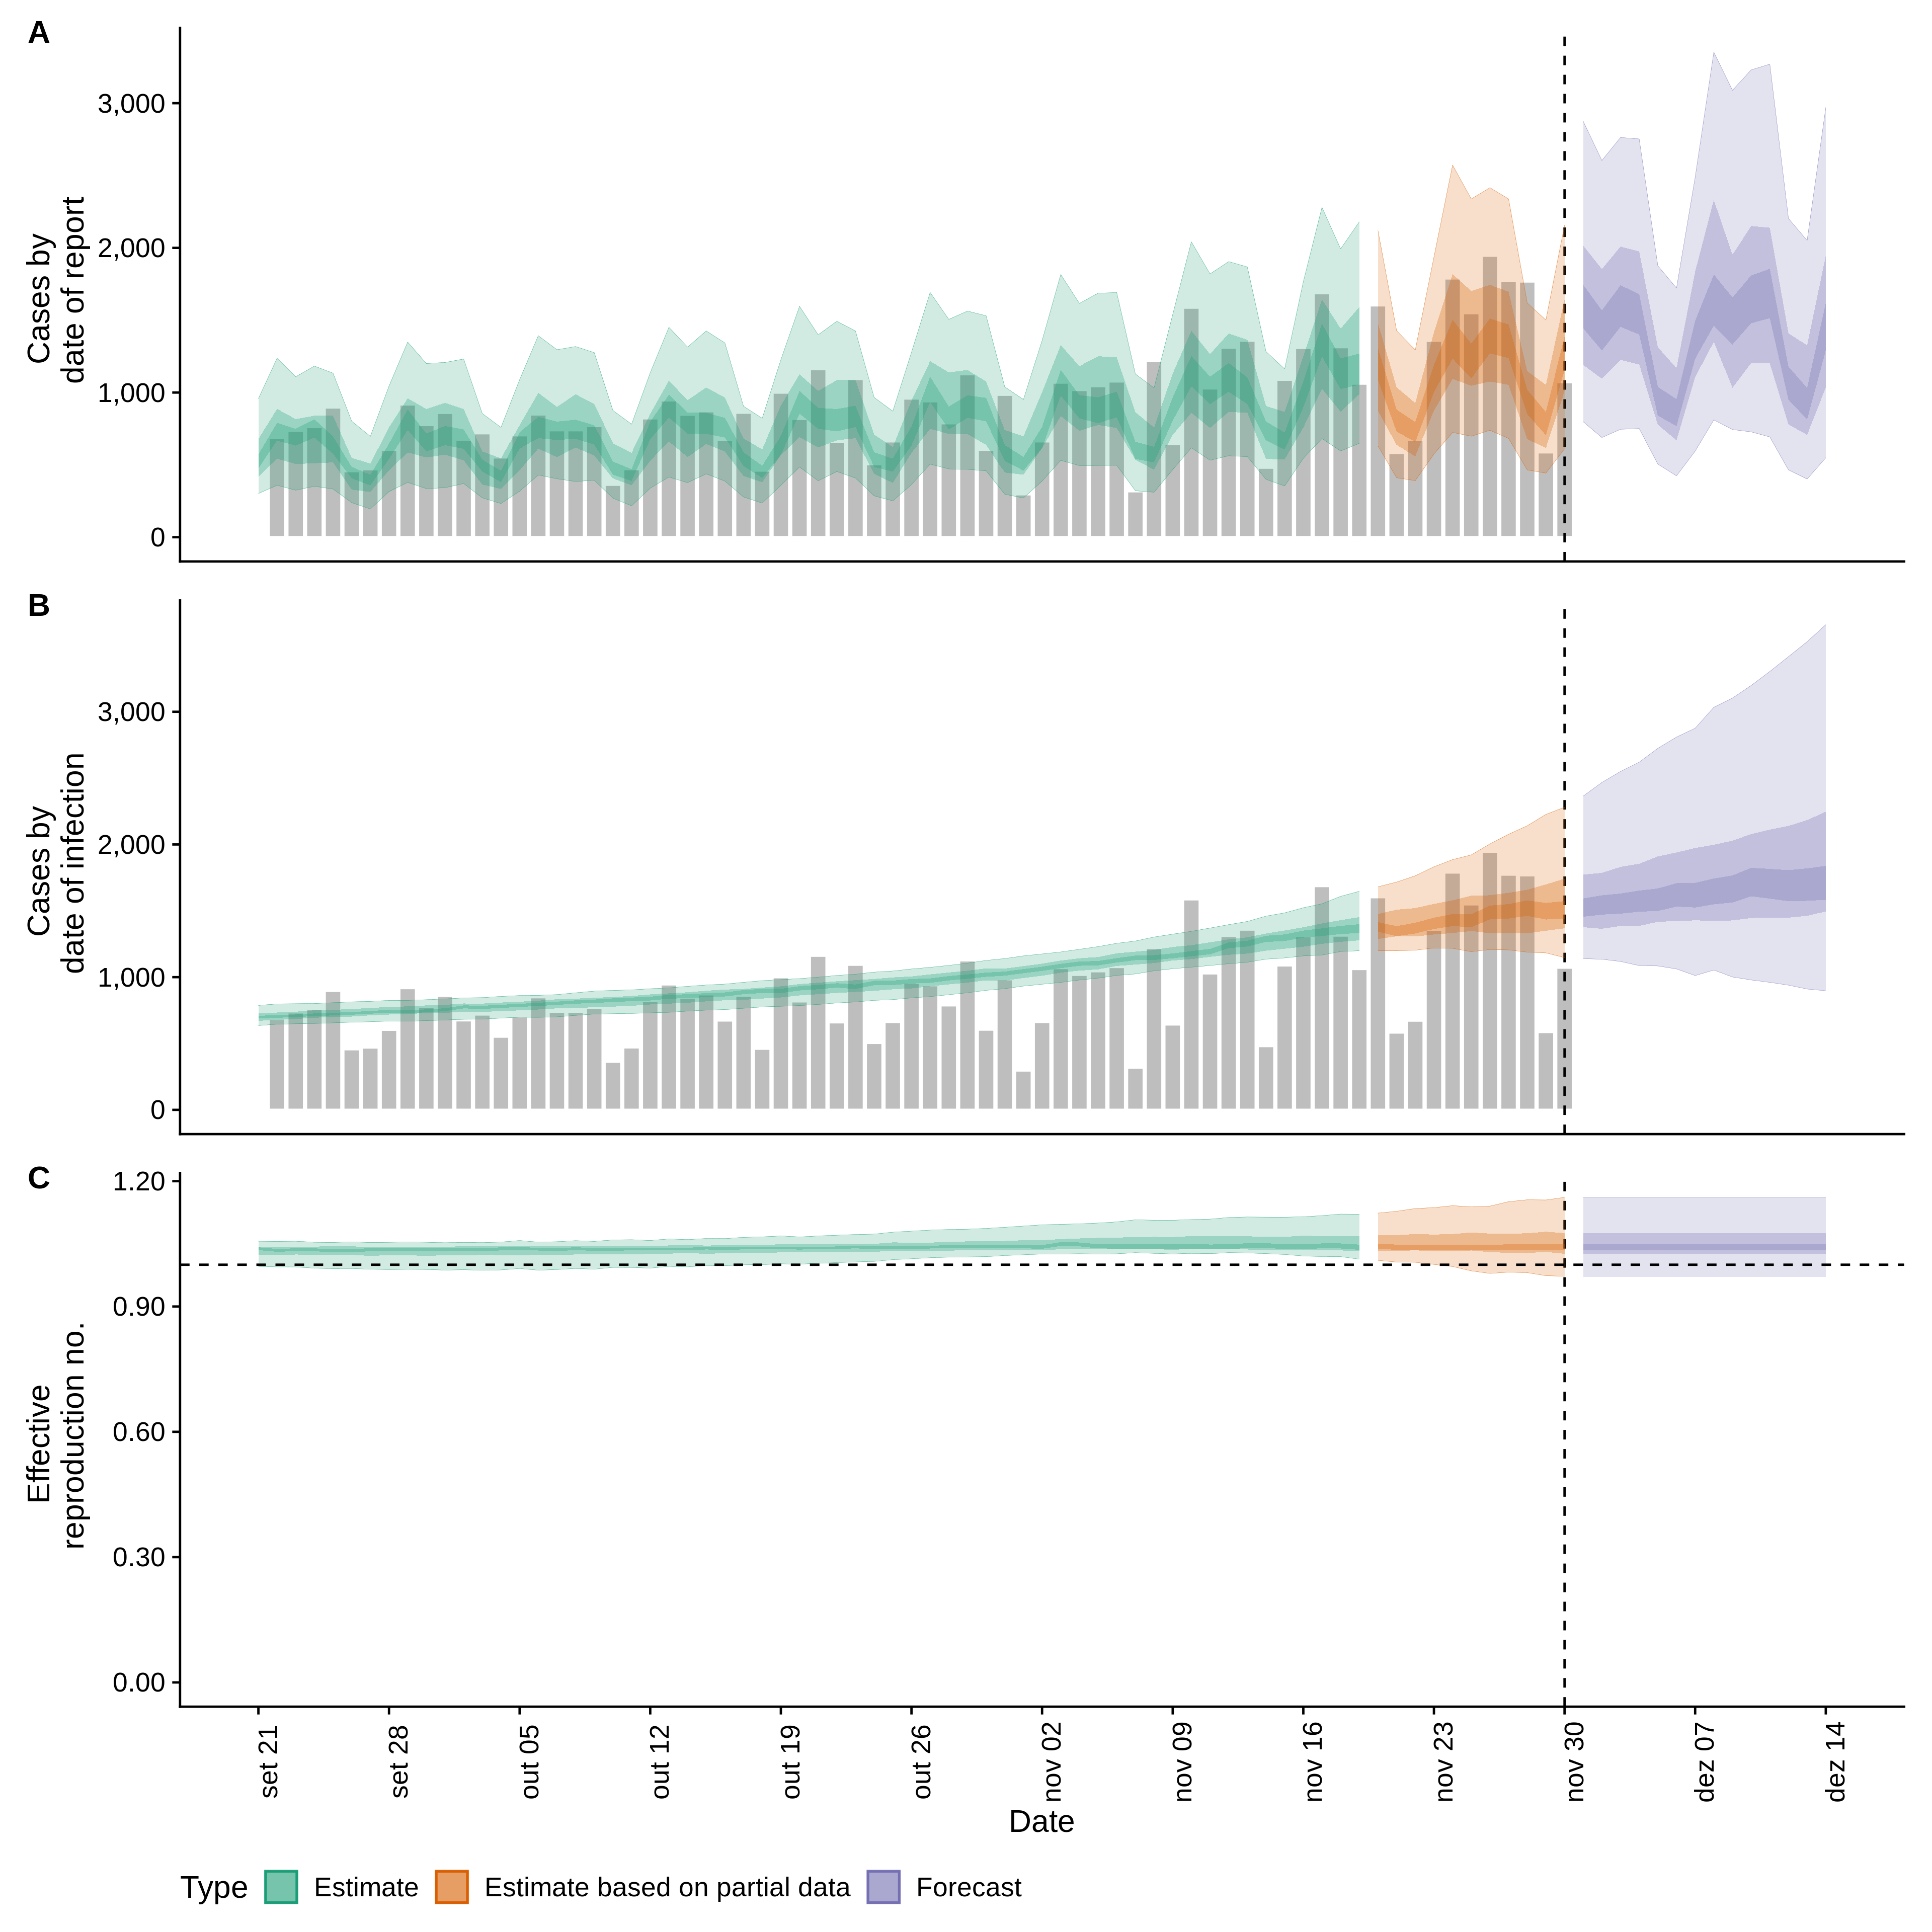 A
Cases by
date of report
3,000
2,000
1,000
0
B
Cases by
date of infection
3,000
2,000
1,000
0
C
Effective
reproduction no.
1.20
0.90
0.60
0.30
0.00
set 21
set 28
out 05
out 12
out 19
out 26
nov 02
nov 09
nov 16
nov 23
nov 30
dez 07
dez 14
Date
Type Estimate Estimate based on partial data Forecast